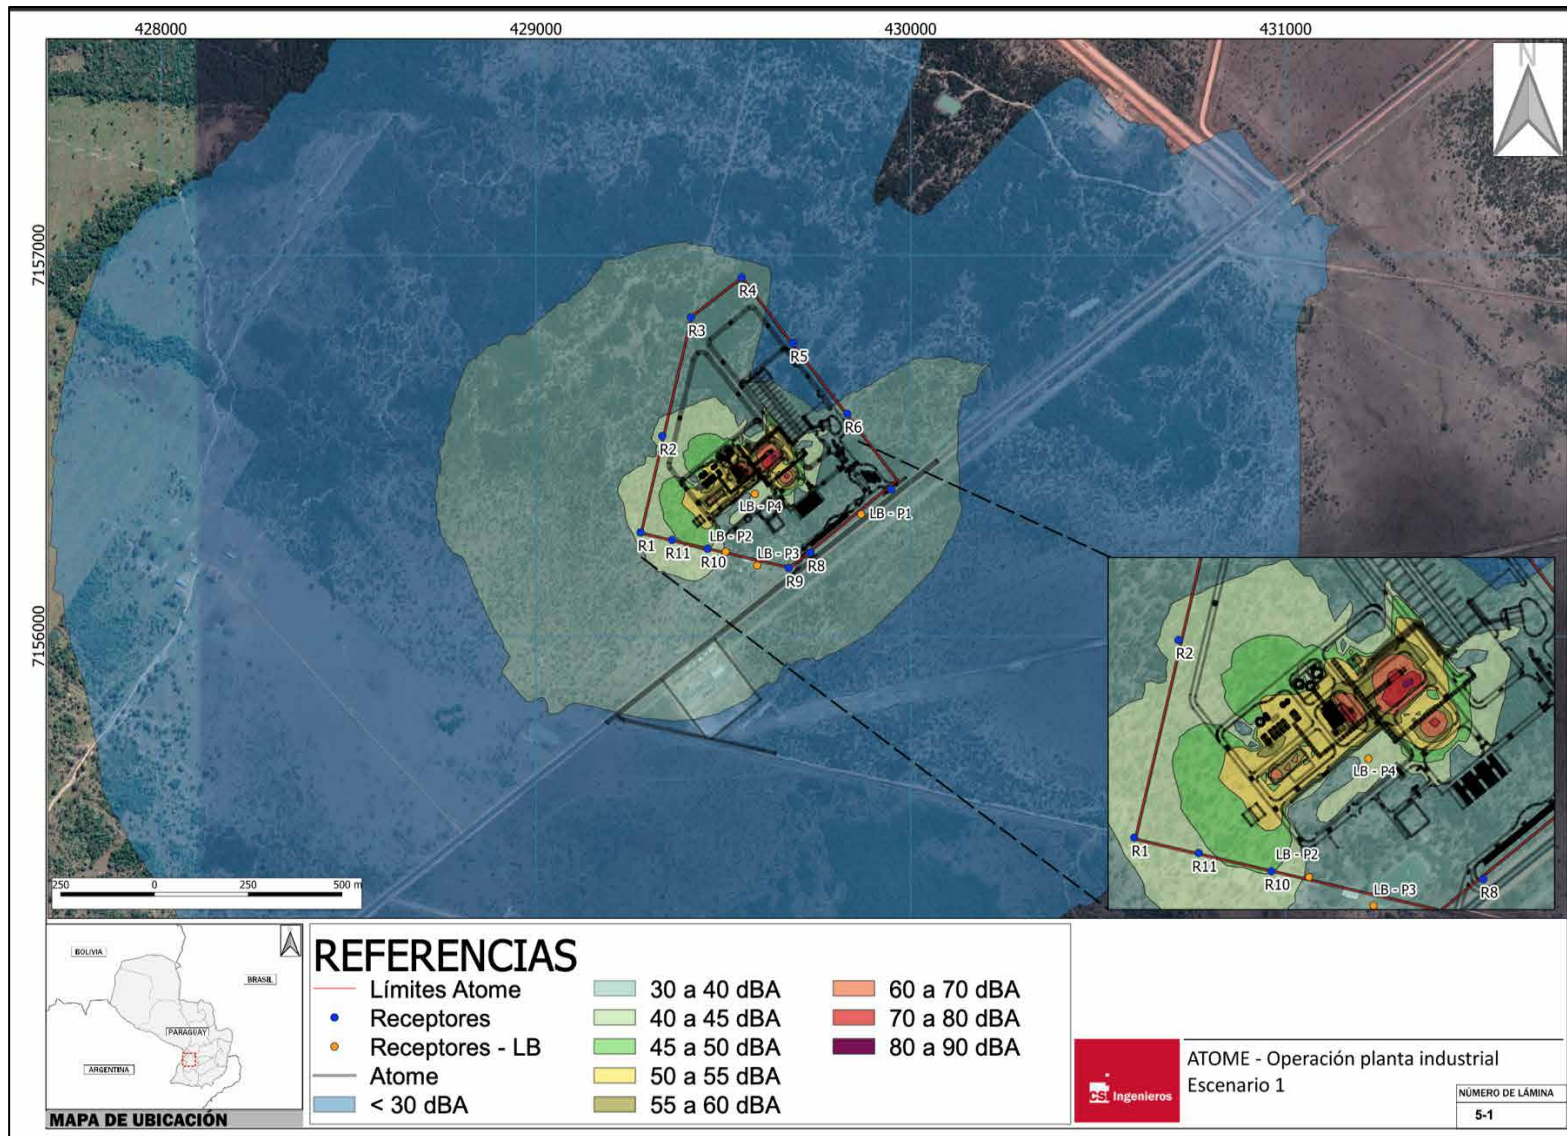 428000
429000
430000
431000
N
7157000
7156000
R4
R3
R5
R6
R2
LB - P4
LB - P1
LB - P2
R1
R11
R10
LB - P3
R8
R9
R2
LB - P4
R1
R11
LB - P2
R10
LB - P3
R8
250 0 250 500 m
BOLIVIA
BRASIL
PARAGUAY
ARGENTINA
MAPA DE UBICACIÓN
REFERENCIAS
Límites Atome
Receptores
Receptores - LB
Atome
< 30 dBA
30 a 40 dBA
40 a 45 dBA
45 a 50 dBA
50 a 55 dBA
55 a 60 dBA
60 a 70 dBA
70 a 80 dBA
80 a 90 dBA
CSI Ingenieros
ATOME - Operación planta industrial
Escenario 1
NÚMERO DE LÁMINA
5-1